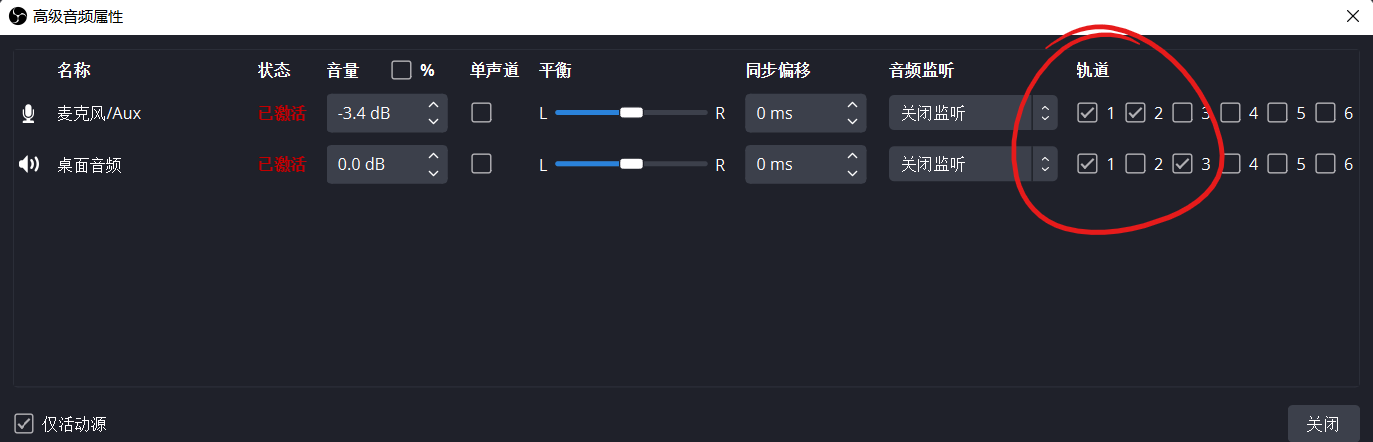 高级音频属性
名称 状态 音量 % 单声道 平衡 同步偏移 音频监听 轨道
麦克风/Aux 已激活 -3.4 dB L R 0 ms 关闭监听 1 2 3 4 5 6
桌面音频 已激活 0.0 dB L R 0 ms 关闭监听 1 2 3 4 5 6
仅活动源 关闭